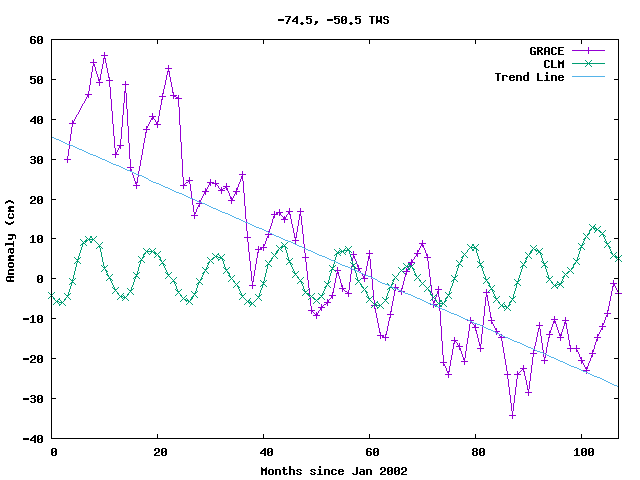 -74.5, -50.5 TWS
GRACE
CLM
Trend Line
Anomaly (cm)
60
50
40
30
20
10
0
-10
-20
-30
-40
0 20 40 60 80 100
Months since Jan 2002